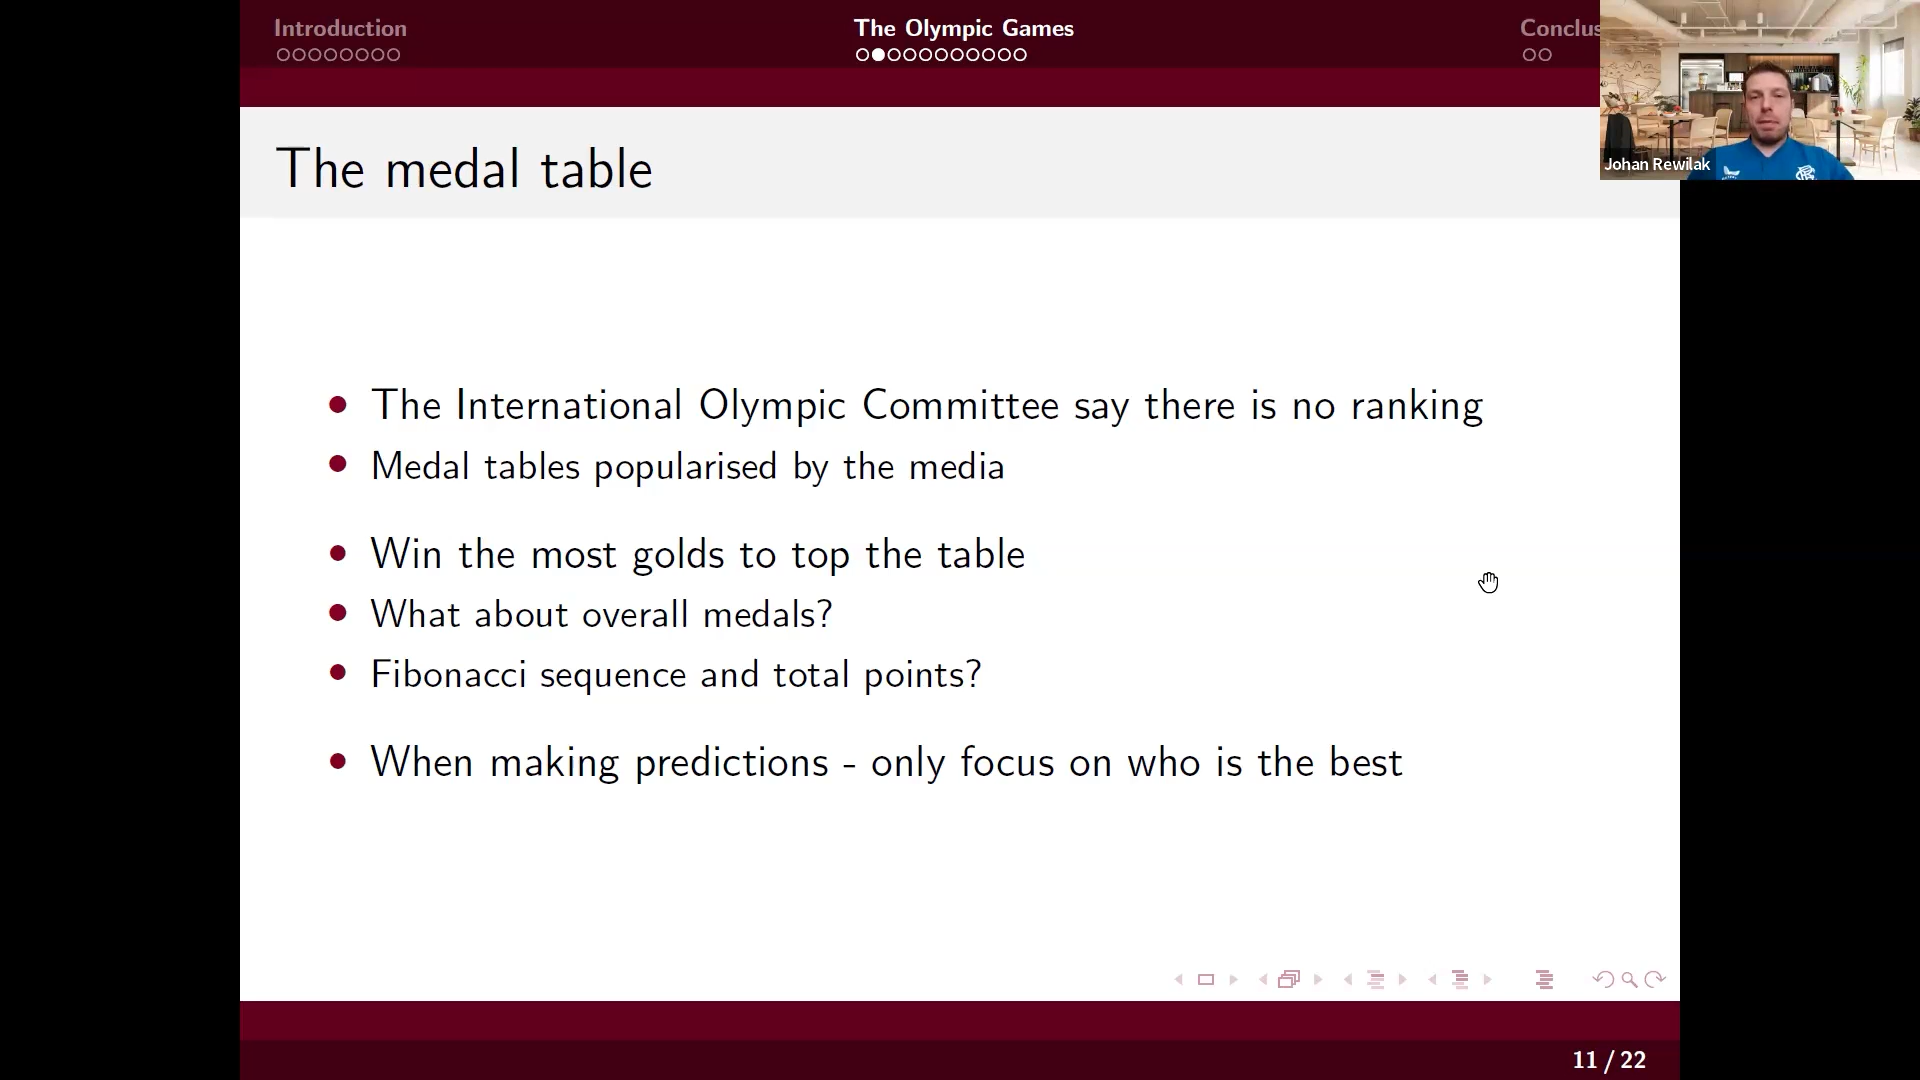 Introduction
The Olympic Games
Conclus
Johan Rewilak
The medal table
The International Olympic Committee say there is no ranking
Medal tables popularised by the media
Win the most golds to top the table
What about overall medals?
Fibonacci sequence and total points?
When making predictions - only focus on who is the best
11 / 22